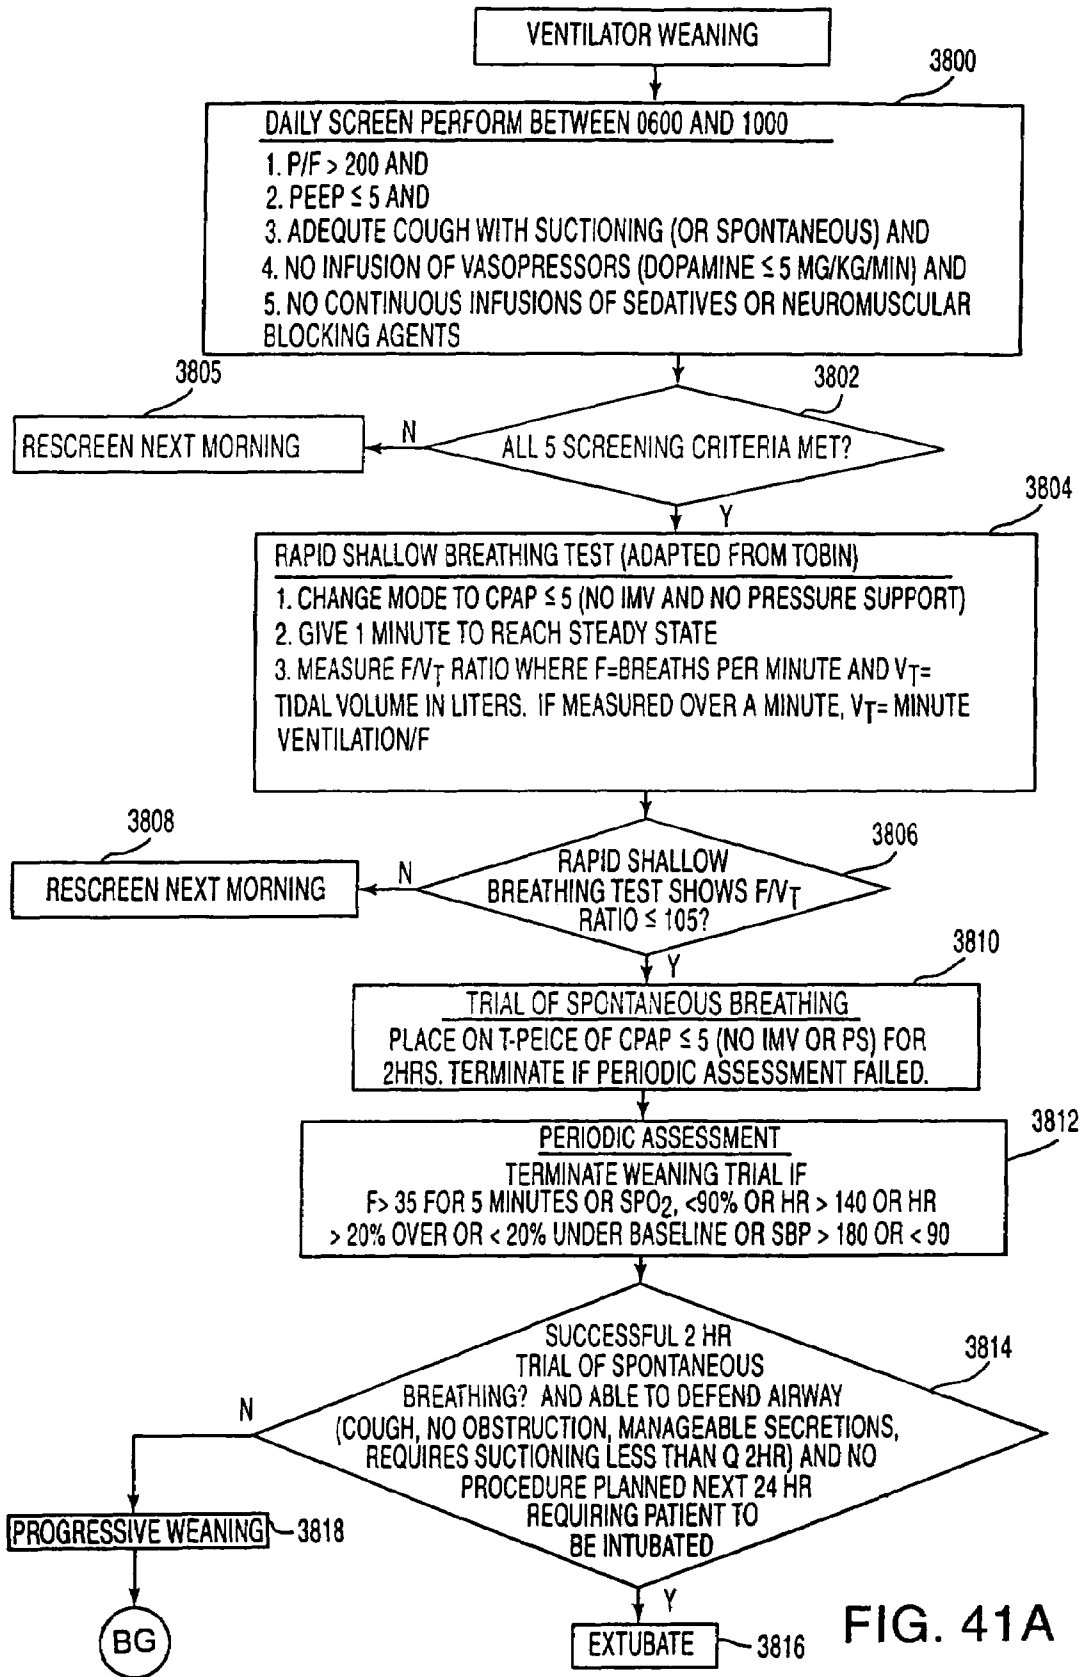 VENTILATOR WEANING
3800
DAILY SCREEN PERFORM BETWEEN 0600 AND 1000
1. P/F > 200 AND
2. PEEP ≤ 5 AND
3. ADEQUTE COUGH WITH SUCTIONING (OR SPONTANEOUS) AND
4. NO INFUSION OF VASOPRESSORS (DOPAMINE ≤ 5 MG/KG/MIN) AND
5. NO CONTINUOUS INFUSIONS OF SEDATIVES OR NEUROMUSCULAR
BLOCKING AGENTS
3802
ALL 5 SCREENING CRITERIA MET?
N
3805
RESCREEN NEXT MORNING
Y
3804
RAPID SHALLOW BREATHING TEST (ADAPTED FROM TOBIN)
1. CHANGE MODE TO CPAP ≤ 5 (NO IMV AND NO PRESSURE SUPPORT)
2. GIVE 1 MINUTE TO REACH STEADY STATE
3. MEASURE F/VT RATIO WHERE F=BREATHS PER MINUTE AND VT=
TIDAL VOLUME IN LITERS. IF MEASURED OVER A MINUTE, VT= MINUTE
VENTILATION/F
3806
RAPID SHALLOW
BREATHING TEST SHOWS F/VT
RATIO ≤ 105?
N
3808
RESCREEN NEXT MORNING
Y
3810
TRIAL OF SPONTANEOUS BREATHING
PLACE ON T-PEICE OF CPAP ≤ 5 (NO IMV OR PS) FOR
2HRS. TERMINATE IF PERIODIC ASSESSMENT FAILED.
3812
PERIODIC ASSESSMENT
TERMINATE WEANING TRIAL IF
F> 35 FOR 5 MINUTES OR SPO2, <90% OR HR > 140 OR HR
> 20% OVER OR < 20% UNDER BASELINE OR SBP > 180 OR < 90
3814
SUCCESSFUL 2 HR
TRIAL OF SPONTANEOUS
BREATHING? AND ABLE TO DEFEND AIRWAY
(COUGH, NO OBSTRUCTION, MANAGEABLE SECRETIONS,
REQUIRES SUCTIONING LESS THAN Q 2HR) AND NO
PROCEDURE PLANNED NEXT 24 HR
REQUIRING PATIENT TO
BE INTUBATED
N
PROGRESSIVE WEANING
3818
BG
Y
EXTUBATE
3816
FIG. 41A